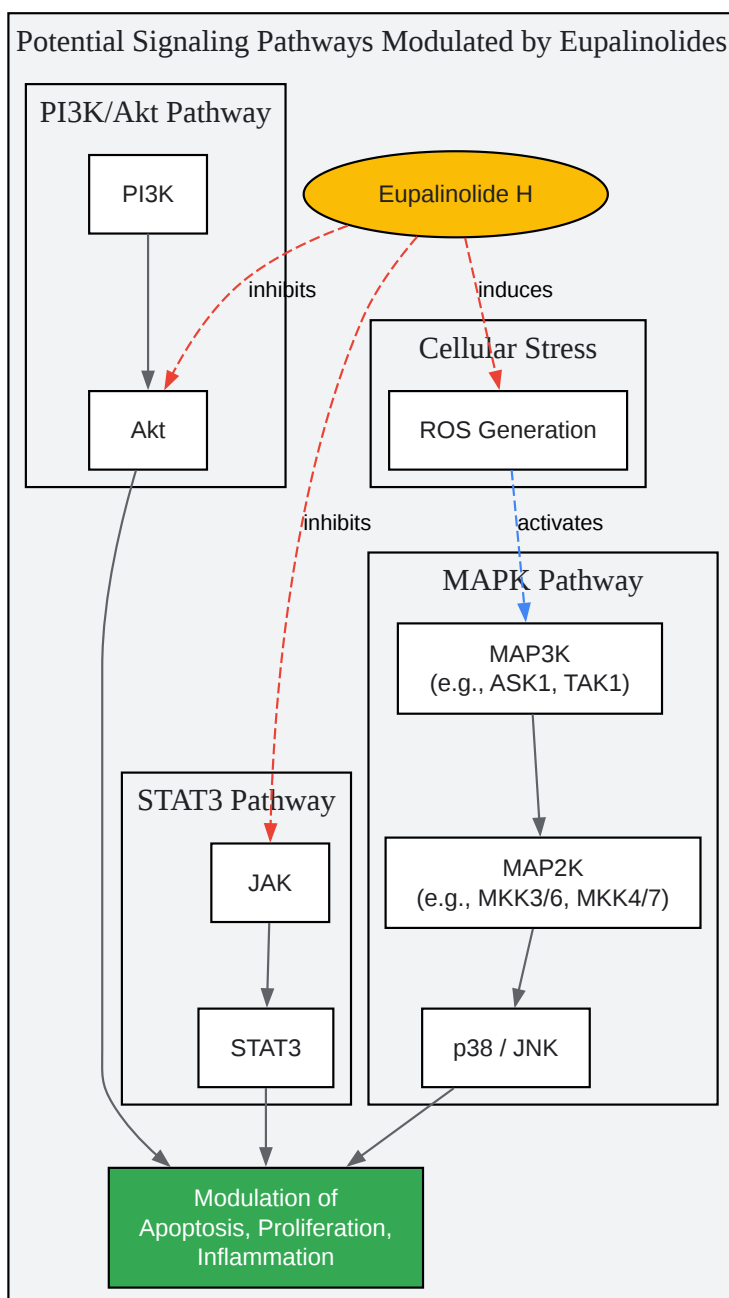 Potential Signaling Pathways Modulated by Eupalinolides
PI3K/Akt Pathway
PI3K
Eupalinolide H
inhibits
induces
Cellular Stress
Akt
ROS Generation
inhibits
activates
MAPK Pathway
MAP3K
(e.g., ASK1, TAK1)
STAT3 Pathway
JAK
MAP2K
(e.g., MKK3/6, MKK4/7)
STAT3
p38 / JNK
Modulation of
Apoptosis, Proliferation,
Inflammation